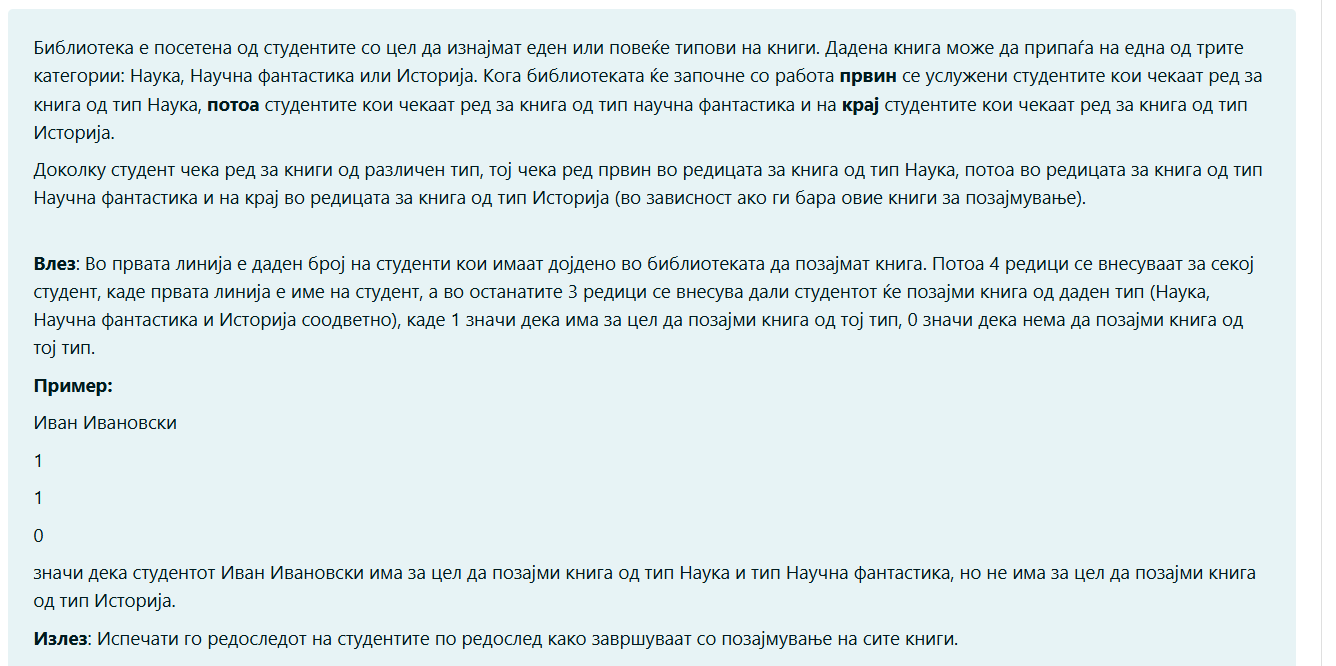 Библиотека е посетена од студентите со цел да изнајмат еден или повеќе типови на книги. Дадена книга може да припаѓа на една од трите
категории: Наука, Научна фантастика или Историја. Кога библиотеката ќе започне со работа првин се услужени студентите кои чекаат ред за
книга од тип Наука, потоа студентите кои чекаат ред за книга од тип научна фантастика и на крај студентите кои чекаат ред за книга од тип
Историја.
Доколку студент чека ред за книги од различен тип, тој чека ред првин во редицата за книга од тип Наука, потоа во редицата за книга од тип
Научна фантастика и на крај во редицата за книга од тип Историја (во зависност ако ги бара овие книги за позајмување).
Влез: Во првата линија е даден број на студенти кои имаат дојдено во библиотеката да позајмат книга. Потоа 4 редици се внесуваат за секој
студент, каде првата линија е име на студент, а во останатите 3 редици се внесува дали студентот ќе позајми книга од даден тип (Наука,
Научна фантастика и Историја соодветно), каде 1 значи дека има за цел да позајми книга од тој тип, 0 значи дека нема да позајми книга од
тој тип.
Пример:
Иван Ивановски
1
1
0
значи дека студентот Иван Ивановски има за цел да позајми книга од тип Наука и тип Научна фантастика, но не има за цел да позајми книга
од тип Историја.
Излез: Испечати го редоследот на студентите по редослед како завршуваат со позајмување на сите книги.